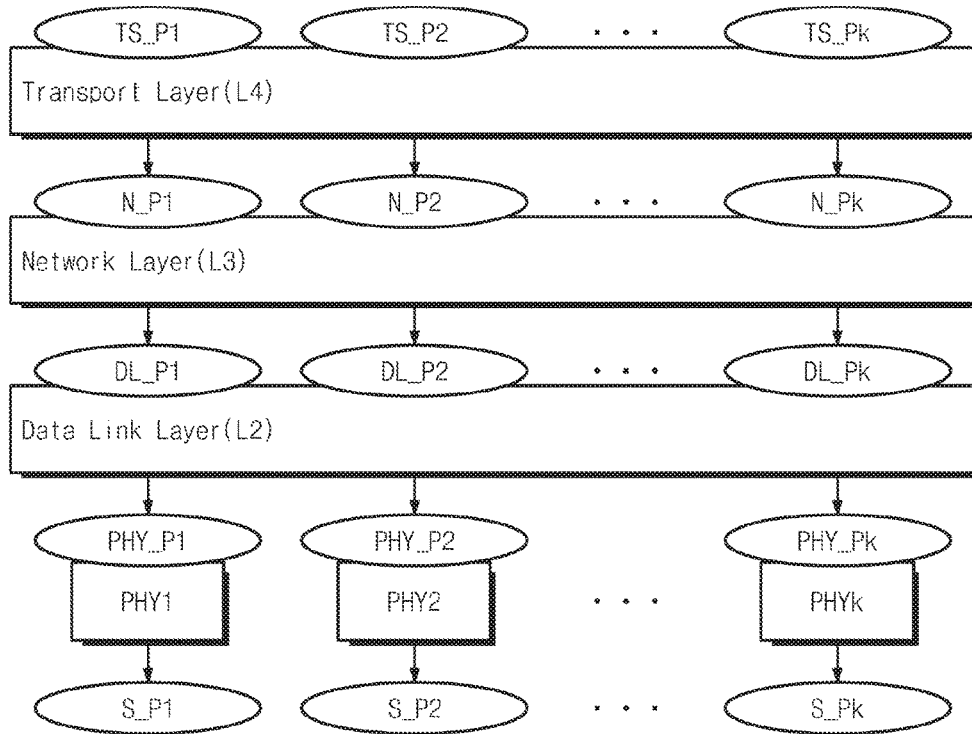 TS_P1 TS_P2 . . . TS_Pk
Transport Layer(L4)
N_P1 N_P2 . . . N_Pk
Network Layer(L3)
DL_P1 DL_P2 . . . DL_Pk
Data Link Layer(L2)
PHY_P1 PHY_P2 PHY_Pk
PHY1 PHY2 . . . PHYk
S_P1 S_P2 . . . S_Pk